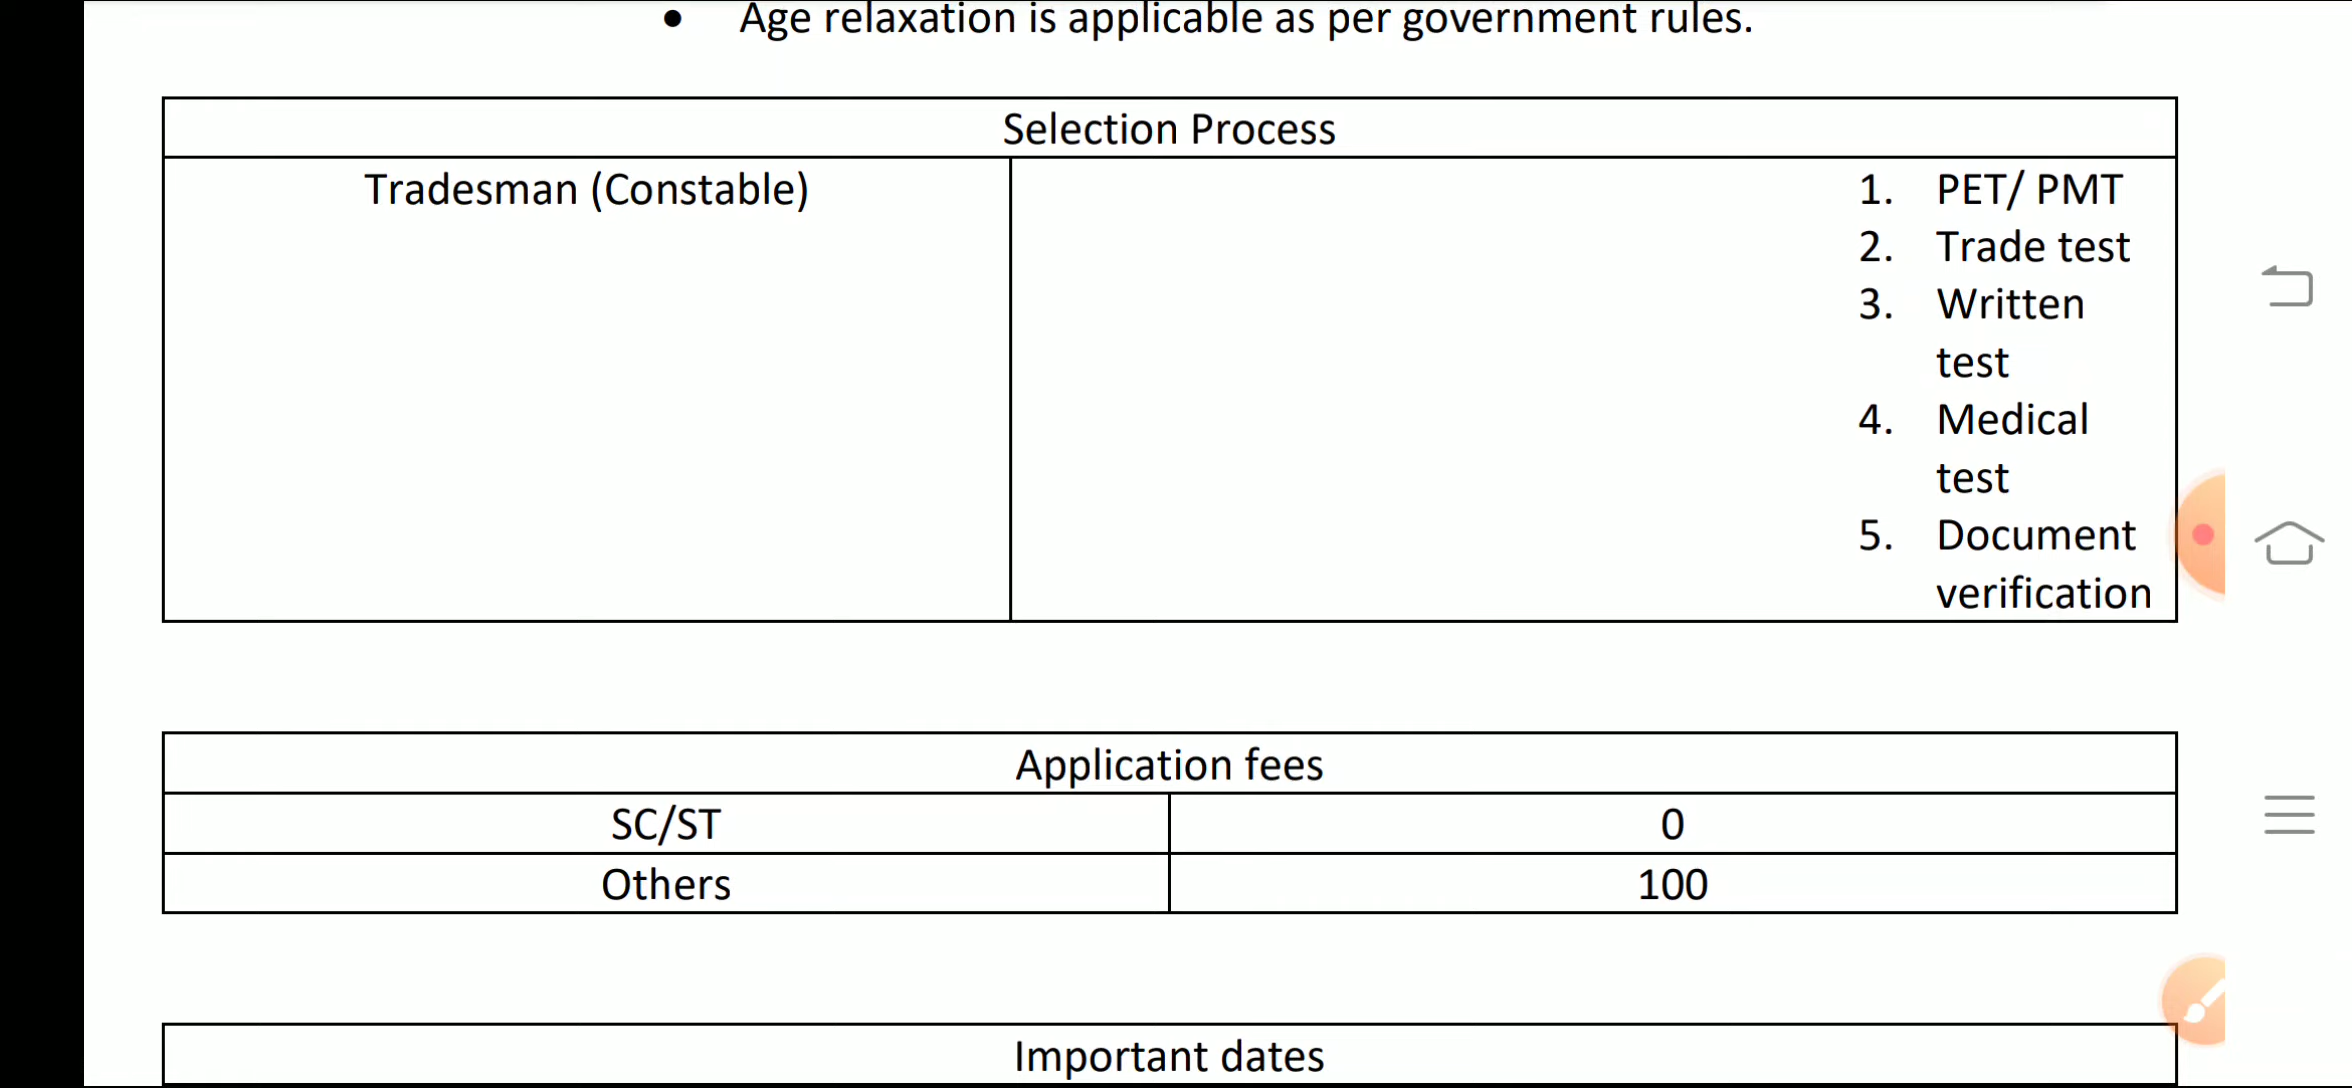 • Age relaxation is applicable as per government rules.
Selection Process
Tradesman (Constable)
1. PET/ PMT
2. Trade test
3. Written
test
4. Medical
test
5. Document
verification
Application fees
SC/ST 0
Others 100
Important dates